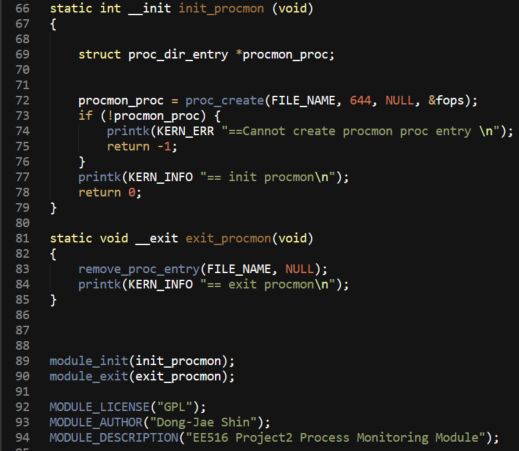 66 static int __init init_procmon (void)
67 {
68
69     struct proc_dir_entry *procmon_proc;
70
71
72     procmon_proc = proc_create(FILE_NAME, 644, NULL, &fops);
73     if (!procmon_proc) {
74         printk(KERN_ERR "==Cannot create procmon proc entry \n");
75         return -1;
76     }
77     printk(KERN_INFO "== init procmon\n");
78     return 0;
79 }
80
81 static void __exit exit_procmon(void)
82 {
83     remove_proc_entry(FILE_NAME, NULL);
84     printk(KERN_INFO "== exit procmon\n");
85 }
86
87
88
89 module_init(init_procmon);
90 module_exit(exit_procmon);
91
92 MODULE_LICENSE("GPL");
93 MODULE_AUTHOR("Dong-Jae Shin");
94 MODULE_DESCRIPTION("EE516 Project2 Process Monitoring Module");